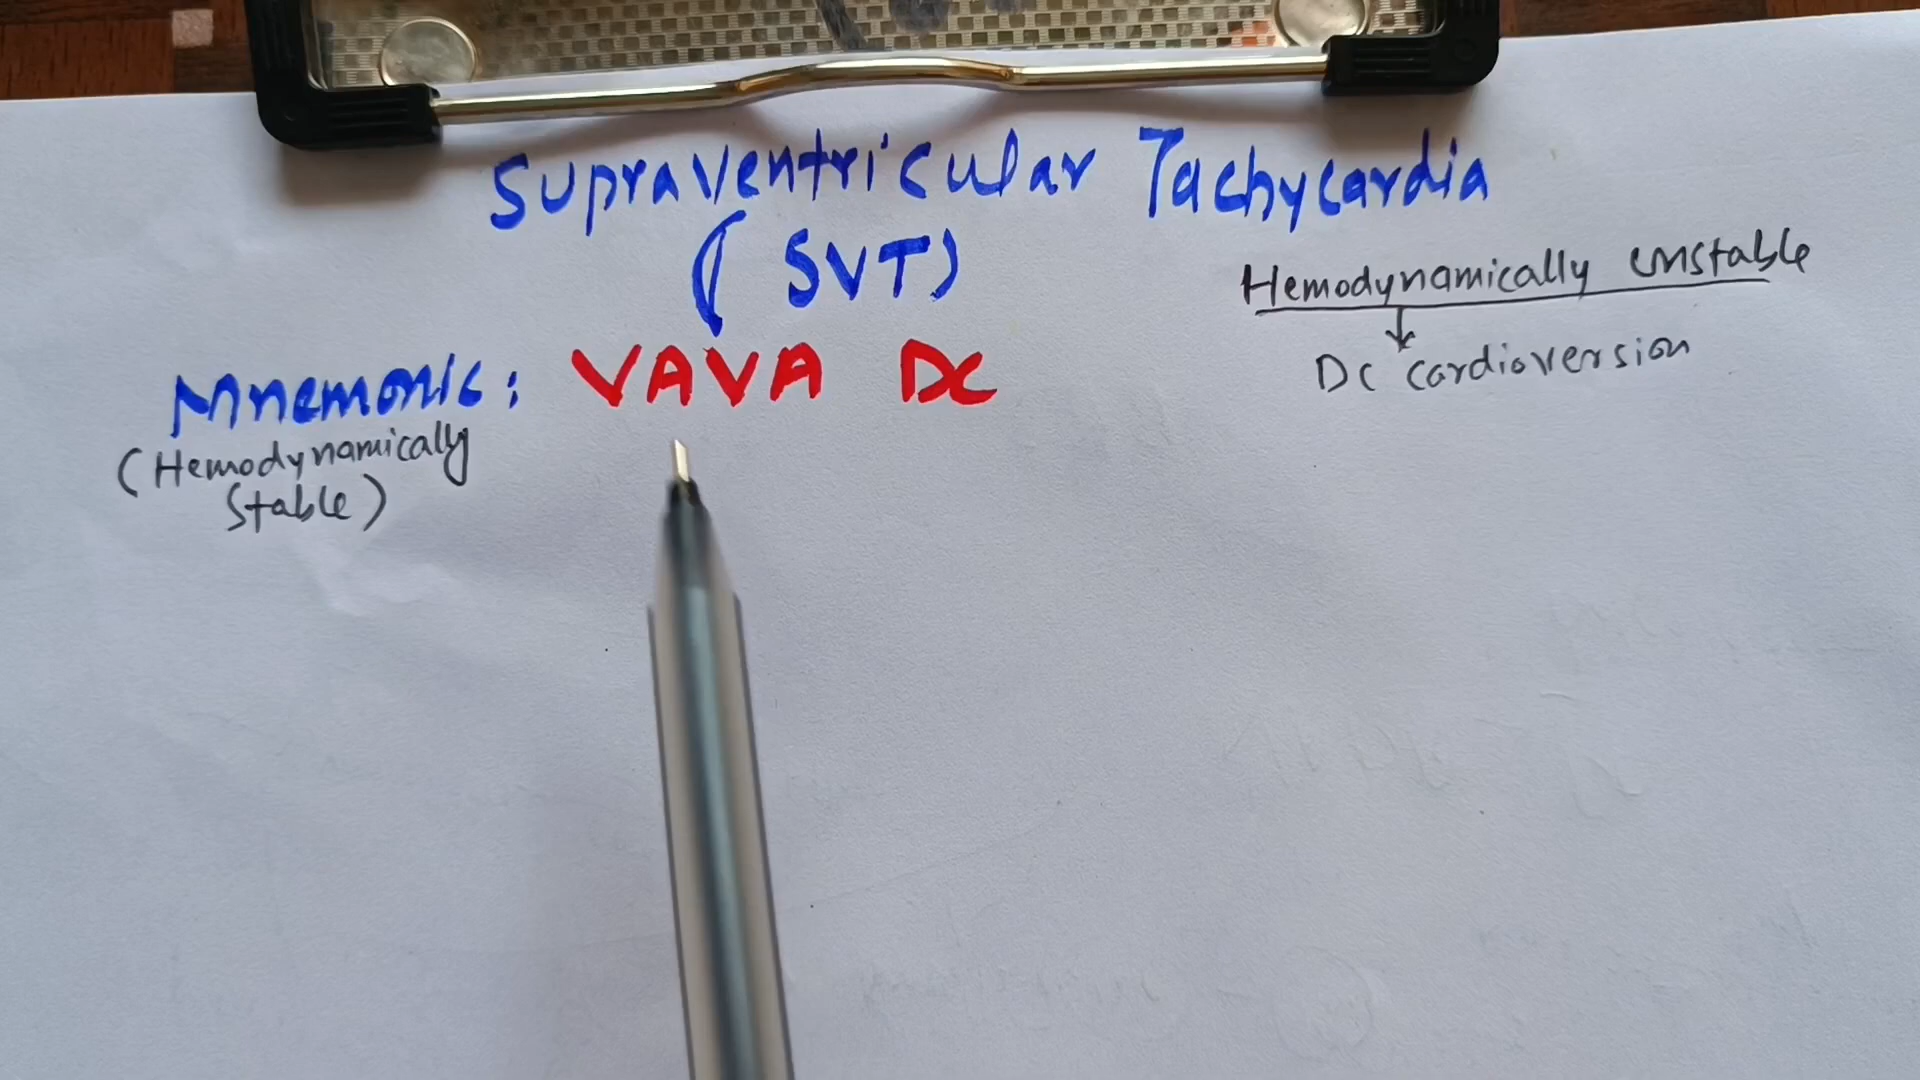 Supraventricular Tachycardia
(SVT)
Hemodynamically unstable
DC cardioversion
Mnemonic: VAVA DC
(Hemodynamically
stable)